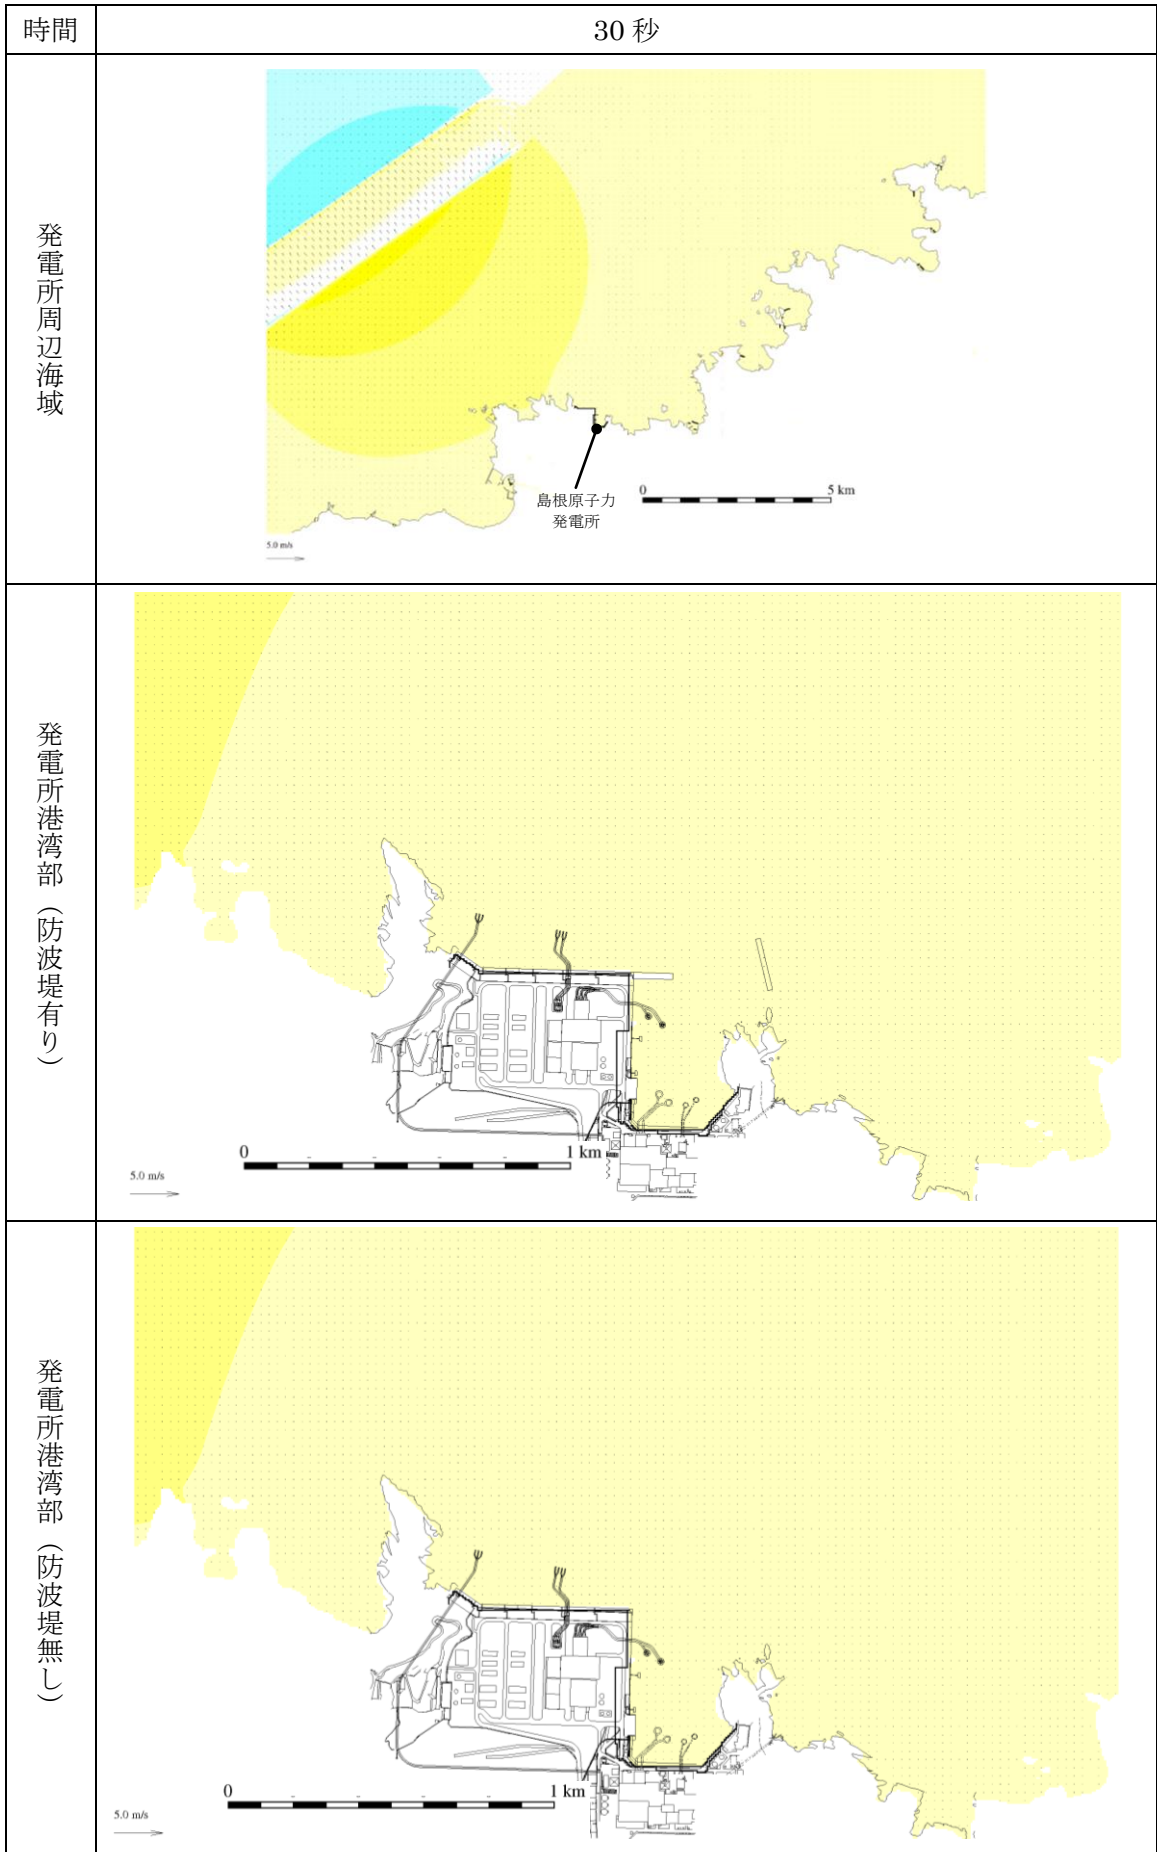 時間
30 秒
発電所周辺海域
島根原子力
発電所
0
5 km
5.0 m/s
発電所港湾部（防波堤有り）
0
1 km
5.0 m/s
発電所港湾部（防波堤無し）
0
1 km
5.0 m/s